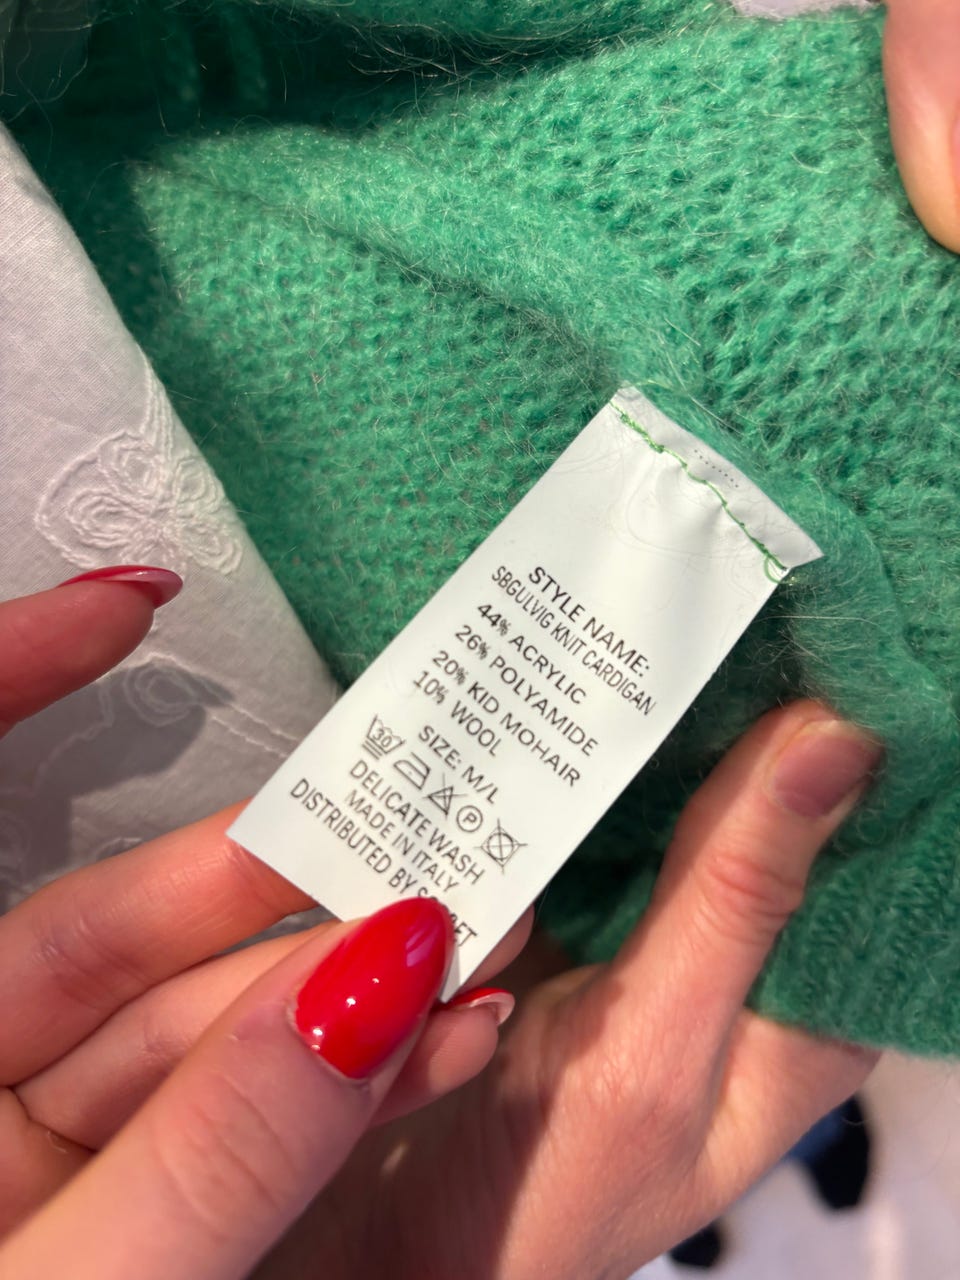 STYLE NAME:
SBGULVIG KNIT CARDIGAN
44% ACRYLIC
26% POLYAMIDE
20% KID MOHAIR
10% WOOL
SIZE: M/L
30 P
DELICATE WASH
MADE IN ITALY
DISTRIBUTED BY